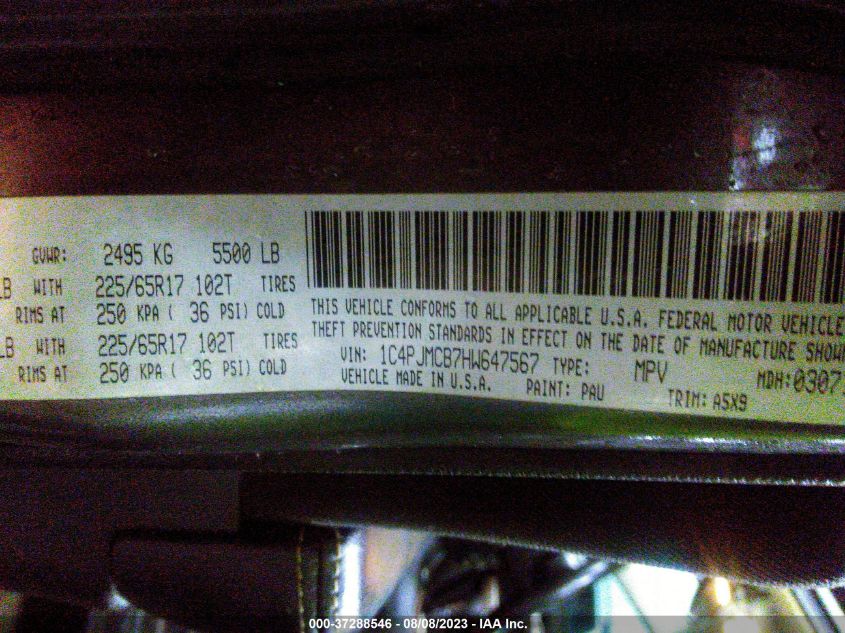 GVWR: 2495 KG 5500 LB
LB WITH 225/65R17 102T TIRES
RIMS AT 250 KPA ( 36 PSI) COLD
LB WITH 225/65R17 102T TIRES
RIMS AT 250 KPA ( 36 PSI) COLD
THIS VEHICLE CONFORMS TO ALL APPLICABLE U.S.A. FEDERAL MOTOR VEHICLE
THEFT PREVENTION STANDARDS IN EFFECT ON THE DATE OF MANUFACTURE SHOW
VIN: 1C4PJMCB7HW647567 TYPE: MPV MDH:0307
VEHICLE MADE IN U.S.A. PAINT: PAU TRIM: A5X9
000-37288546 - 08/08/2023 - IAA Inc.